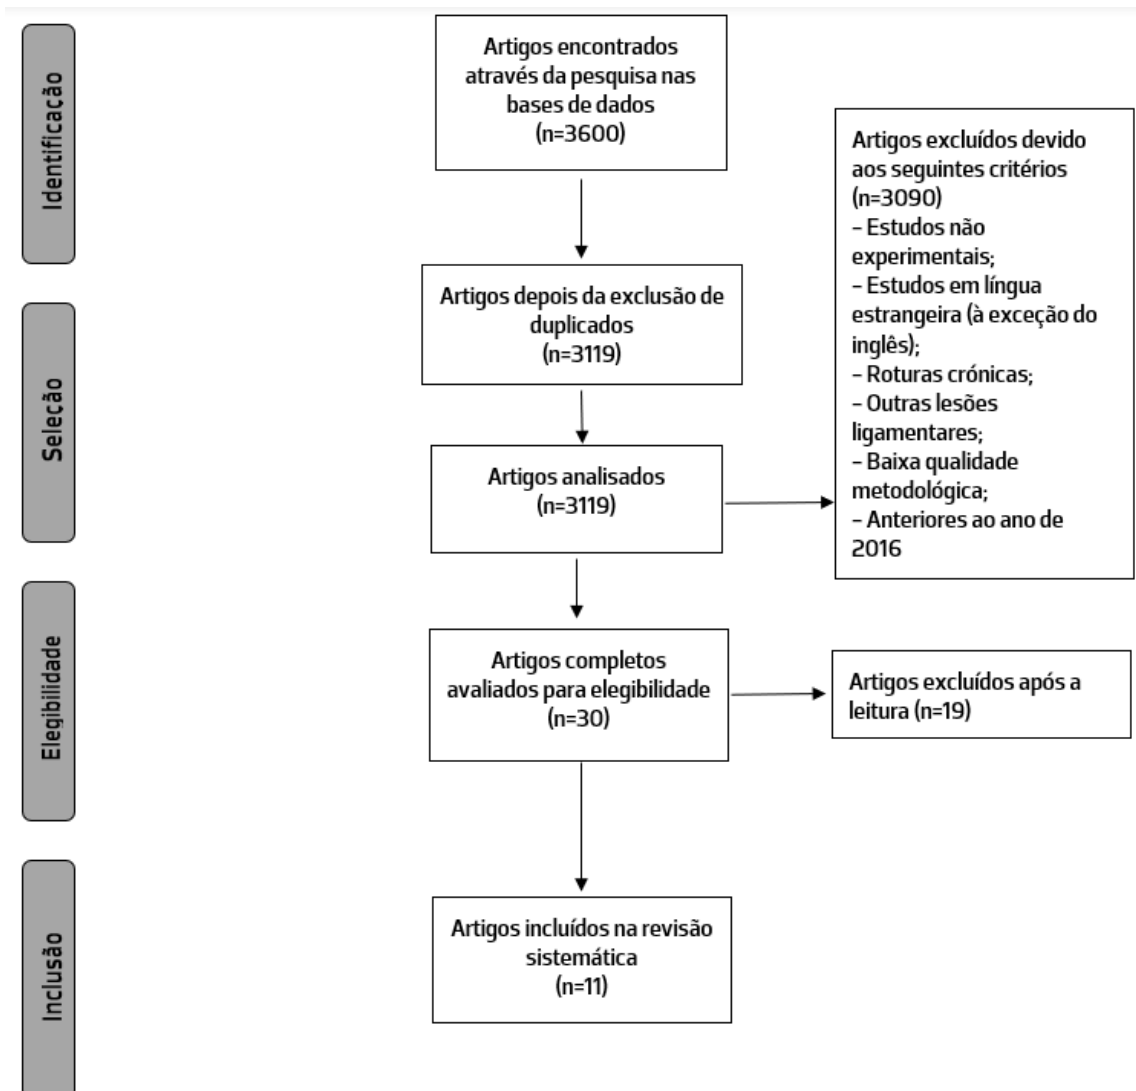 Identificação
Artigos encontrados
através da pesquisa nas
bases de dados
(n=3600)
Artigos excluídos devido
aos seguintes critérios
(n=3090)
– Estudos não
experimentais;
– Estudos em língua
estrangeira (à exceção do
inglês);
– Roturas crónicas;
– Outras lesões
ligamentares;
– Baixa qualidade
metodológica;
– Anteriores ao ano de
2016
Seleção
Artigos depois da exclusão de
duplicados
(n=3119)
Artigos analisados
(n=3119)
Elegibilidade
Artigos completos
avaliados para elegibilidade
(n=30)
Artigos excluídos após a
leitura (n=19)
Inclusão
Artigos incluídos na revisão
sistemática
(n=11)